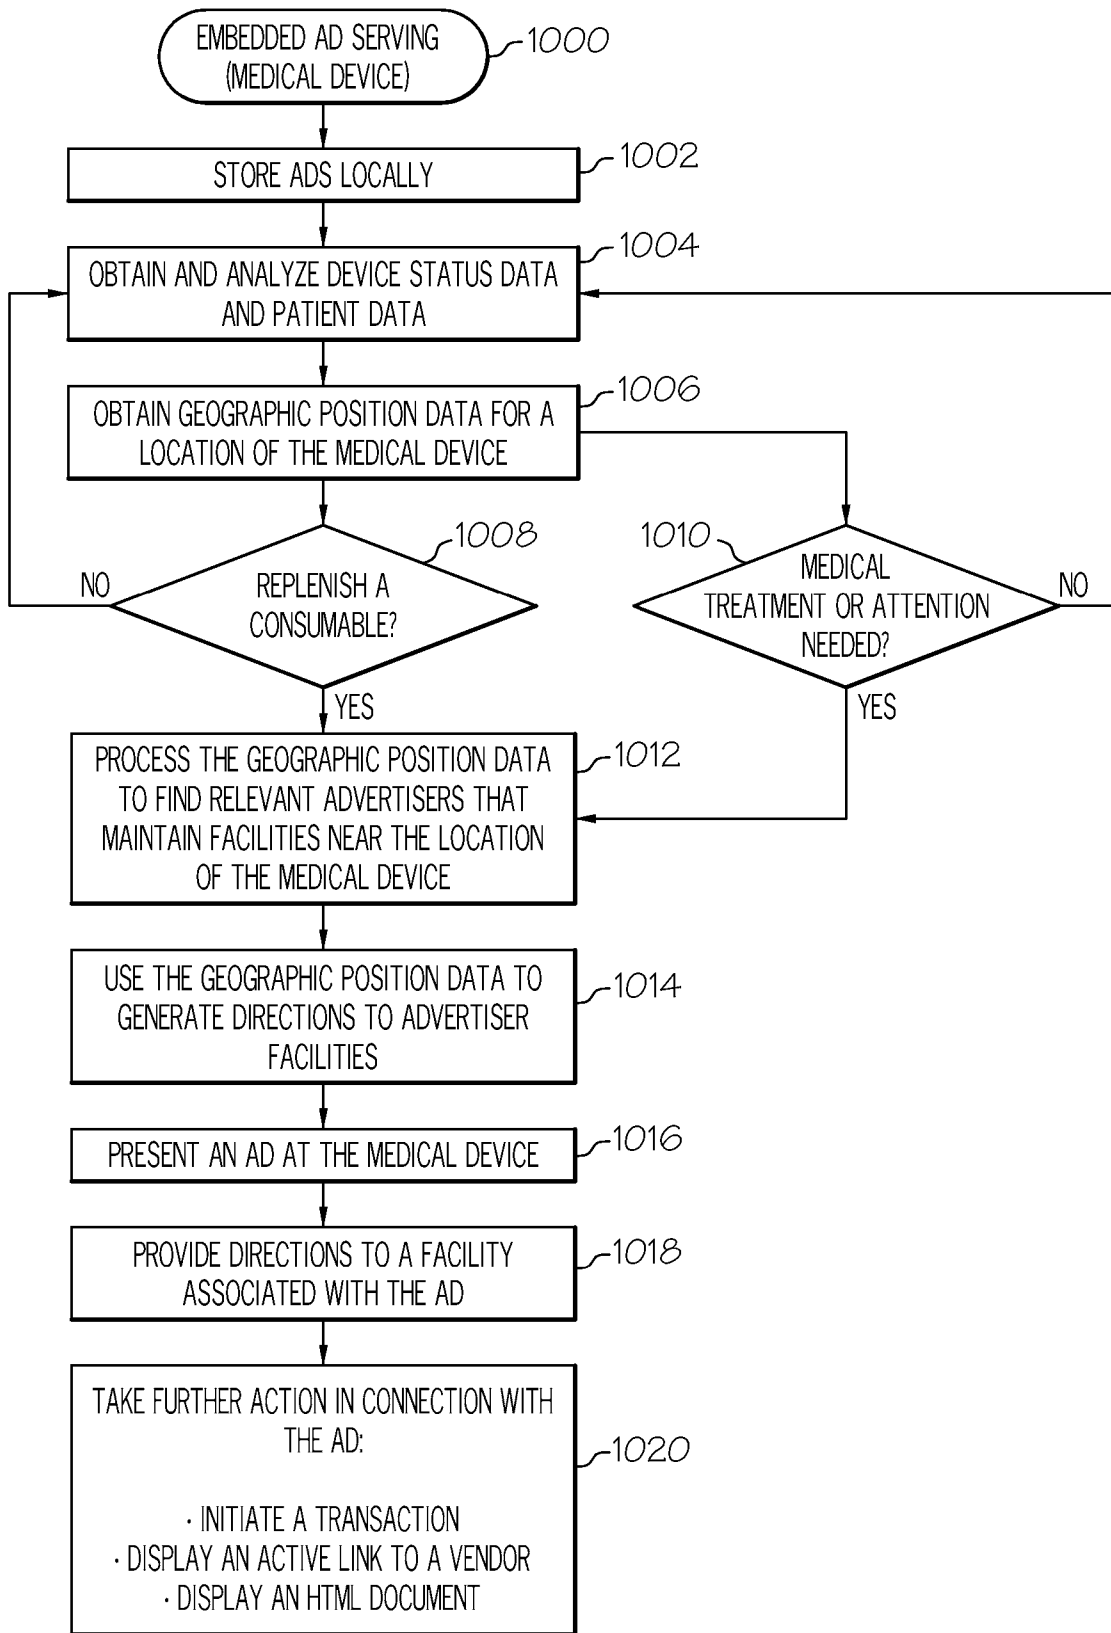 EMBEDDED AD SERVING
(MEDICAL DEVICE)
1000
STORE ADS LOCALLY
1002
OBTAIN AND ANALYZE DEVICE STATUS DATA
AND PATIENT DATA
1004
OBTAIN GEOGRAPHIC POSITION DATA FOR A
LOCATION OF THE MEDICAL DEVICE
1006
REPLENISH A
CONSUMABLE?
1008
NO
YES
MEDICAL
TREATMENT OR ATTENTION
NEEDED?
1010
NO
YES
PROCESS THE GEOGRAPHIC POSITION DATA
TO FIND RELEVANT ADVERTISERS THAT
MAINTAIN FACILITIES NEAR THE LOCATION
OF THE MEDICAL DEVICE
1012
USE THE GEOGRAPHIC POSITION DATA TO
GENERATE DIRECTIONS TO ADVERTISER
FACILITIES
1014
PRESENT AN AD AT THE MEDICAL DEVICE
1016
PROVIDE DIRECTIONS TO A FACILITY
ASSOCIATED WITH THE AD
1018
TAKE FURTHER ACTION IN CONNECTION WITH
THE AD:
· INITIATE A TRANSACTION
· DISPLAY AN ACTIVE LINK TO A VENDOR
· DISPLAY AN HTML DOCUMENT
1020